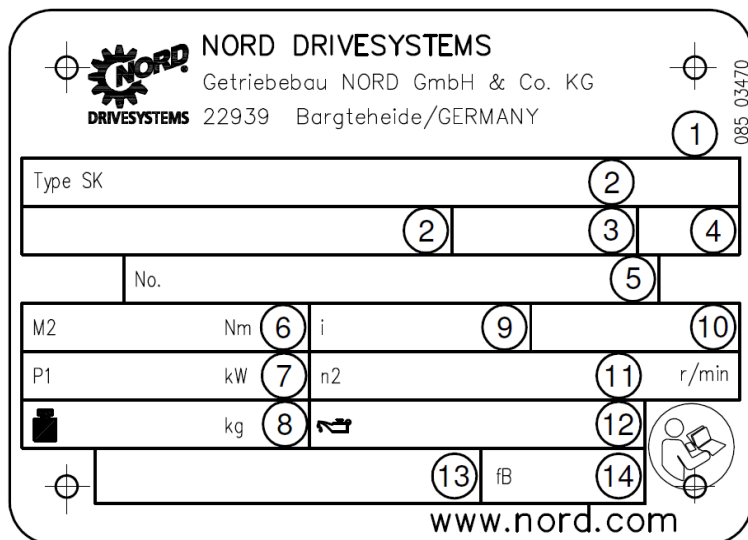 NORD DRIVESYSTEMS
NORD
DRIVESYSTEMS
Getriebebau NORD GmbH & Co. KG
22939 Bargteheide/GERMANY
085 03470
1
Type SK 2
2 3 4
No. 5
M2 Nm 6 i 9 10
P1 kW 7 n2 11 r/min
kg 8 12
13 fB 14
www.nord.com